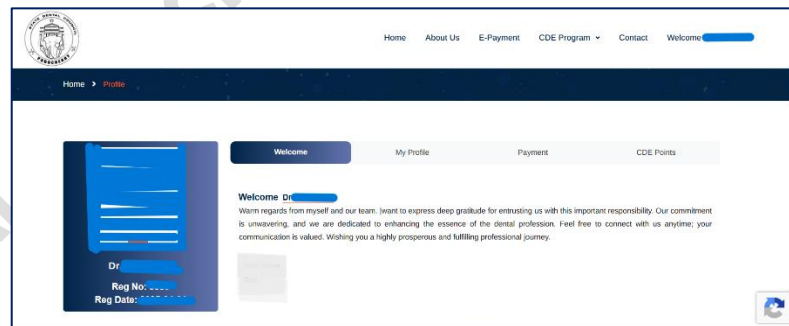 STATE DENTAL COUNCIL
PUDUCHERRY
Home About Us E-Payment CDE Program Contact Welcome
Home > Profile
Welcome My Profile Payment CDE Points
Welcome Dr
Warm regards from myself and our team. |want to express deep gratitude for entrusting us with this important responsibility. Our commitment
is unwavering, and we are dedicated to enhancing the essence of the dental profession. Feel free to connect with us anytime; your
communication is valued. Wishing you a highly prosperous and fulfilling professional journey.
Dr
Reg No:
Reg Date: